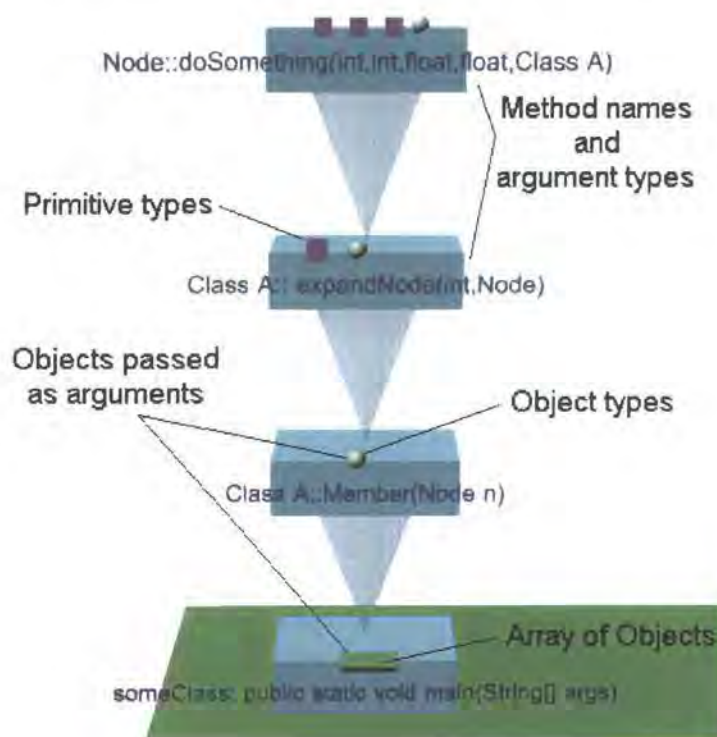 Node::doSomething(int,int,float,float,Class A)
Method names
and
argument types
Primitive types
Class A:: expandNode(int,Node)
Objects passed
as arguments
Object types
Class A::Member(Node n)
Array of Objects
someClass: public static void main(String[] args)